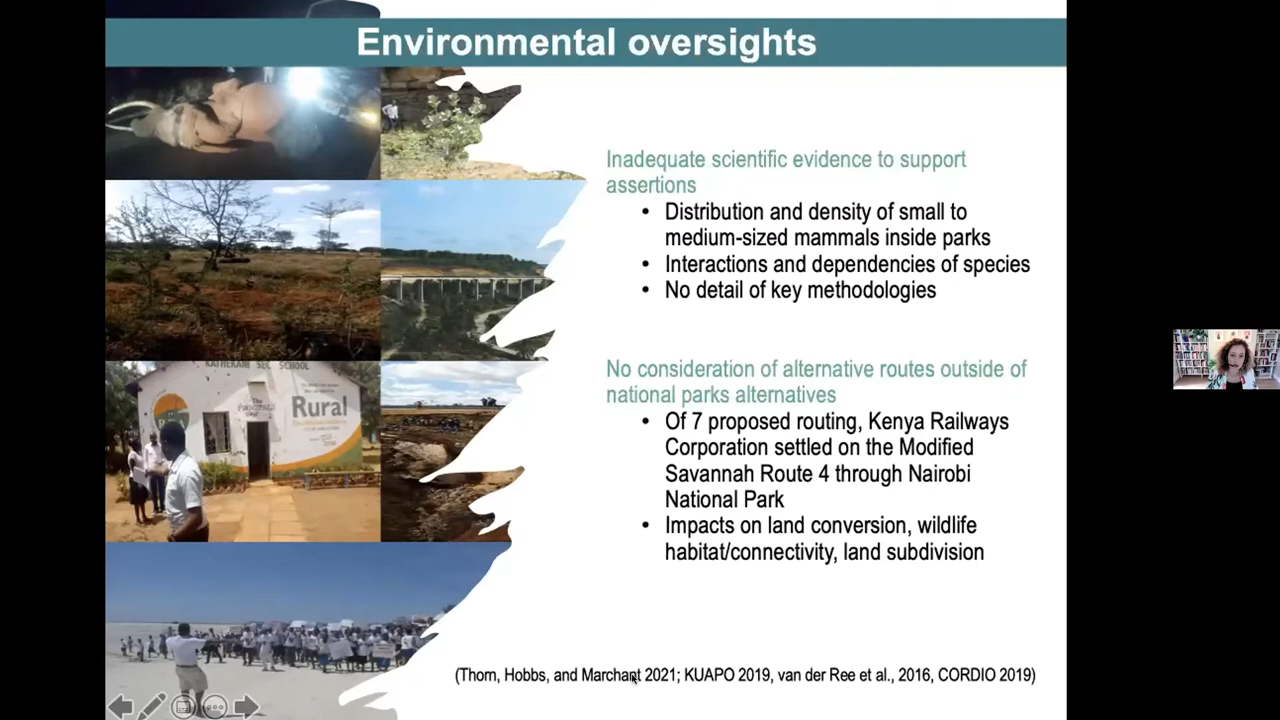 Environmental oversights
Inadequate scientific evidence to support
assertions
• Distribution and density of small to
medium-sized mammals inside parks
• Interactions and dependencies of species
• No detail of key methodologies
No consideration of alternative routes outside of
national parks alternatives
• Of 7 proposed routing, Kenya Railways
Corporation settled on the Modified
Savannah Route 4 through Nairobi
National Park
• Impacts on land conversion, wildlife
habitat/connectivity, land subdivision
(Thorn, Hobbs, and Marchant 2021; KUAPO 2019, van der Ree et al., 2016, CORDIO 2019)
KATHEKANI SEC SCHOOL
The
Rural